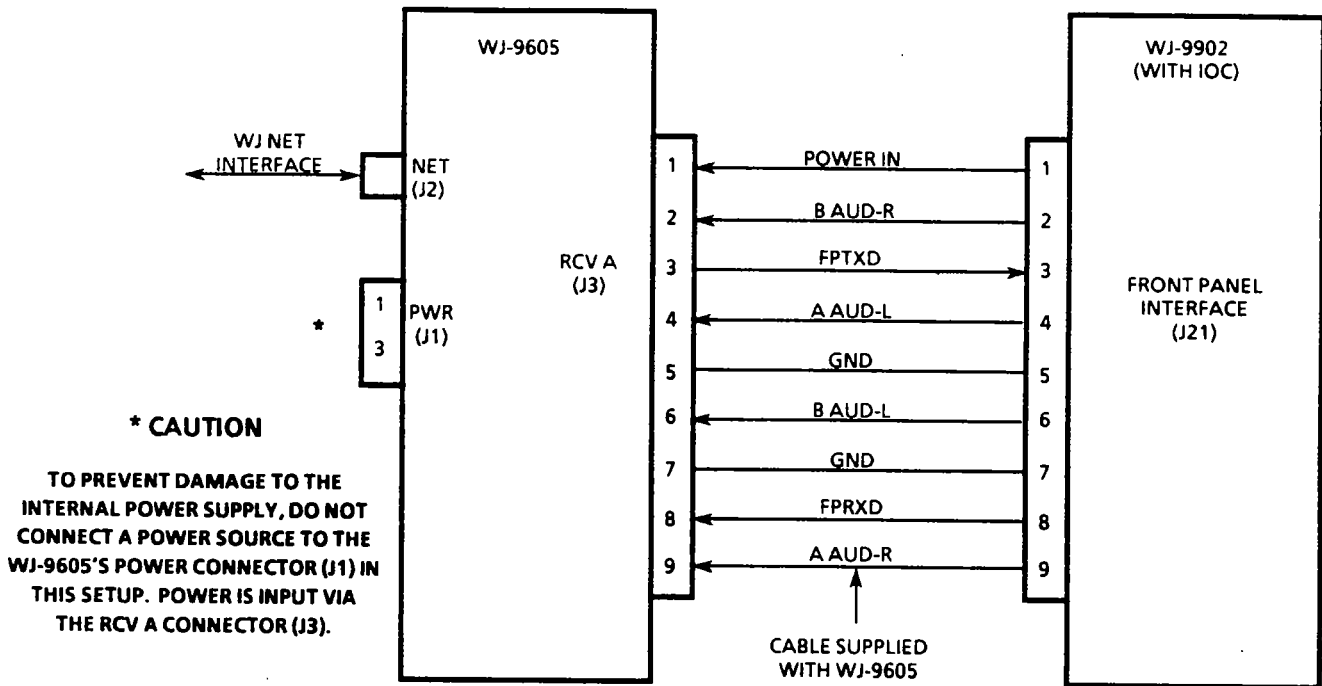 WJ-9605
WJ-9902
(WITH IOC)
WJ NET
INTERFACE
NET
(J2)
1
3
PWR
(J1)
*
RCV A
(J3)
1
2
3
4
5
6
7
8
9
POWER IN
B AUD-R
FPTXD
A AUD-L
GND
B AUD-L
GND
FPRXD
A AUD-R
1
2
3
4
5
6
7
8
9
FRONT PANEL
INTERFACE
(J21)
* CAUTION
TO PREVENT DAMAGE TO THE
INTERNAL POWER SUPPLY, DO NOT
CONNECT A POWER SOURCE TO THE
WJ-9605'S POWER CONNECTOR (J1) IN
THIS SETUP. POWER IS INPUT VIA
THE RCV A CONNECTOR (J3).
CABLE SUPPLIED
WITH WJ-9605